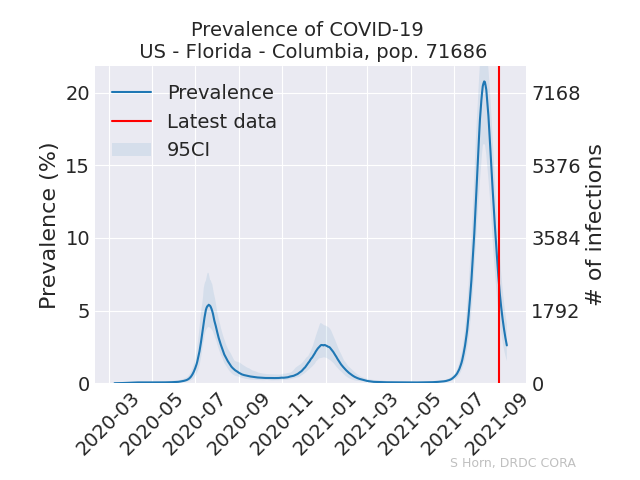 Prevalence of COVID-19
US - Florida - Columbia, pop. 71686
Prevalence
Latest data
95CI
Prevalence (%)
20
15
10
5
0
7168
5376
3584
1792
0
# of infections
2020-03
2020-05
2020-07
2020-09
2020-11
2021-01
2021-03
2021-05
2021-07
2021-09
S Horn, DRDC CORA